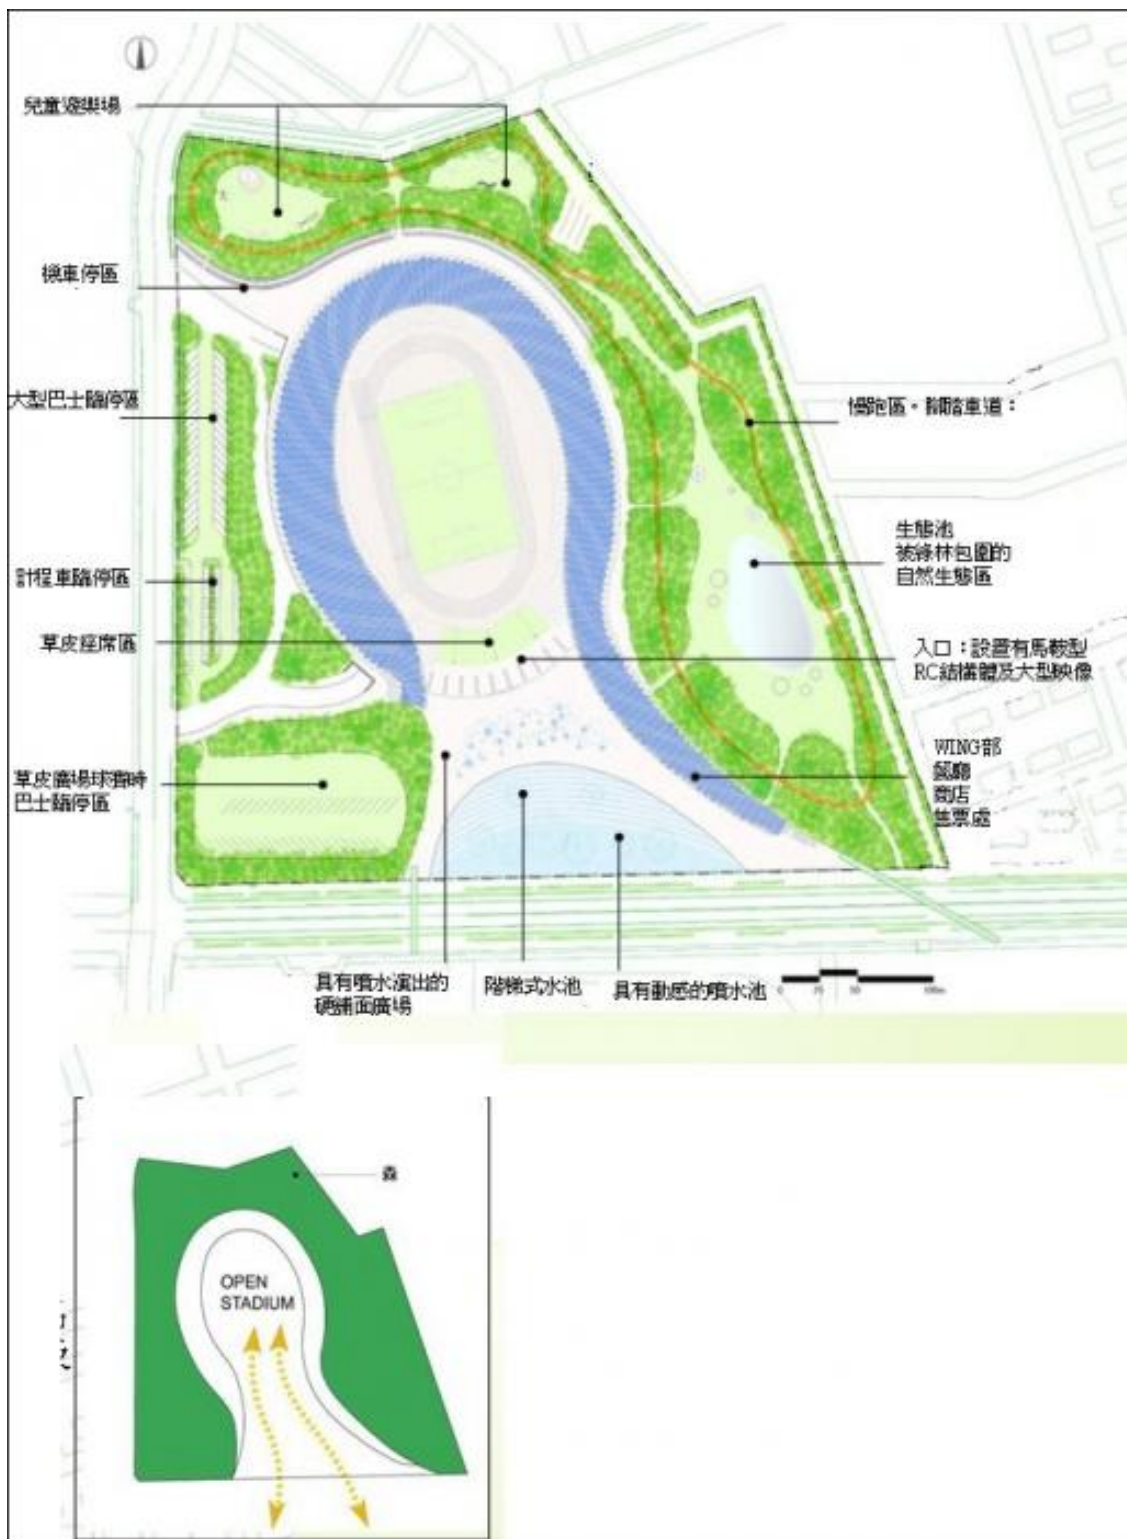 兒童遊樂場
機車停區
大型巴士臨停區
慢跑區。腳踏車道:
生態池
被綠林包圍的
自然生態區
計程車臨停區
草皮座席區
入口:設置有馬鞍型
RC結構體及大型映像
WING部
餐廳
商店
售票處
草皮廣場球賽時
巴士臨停區
具有噴水演出的
硬舖面廣場
階梯式水池
具有動感的噴水池
0 25 50 100m
森
OPEN
STADIUM